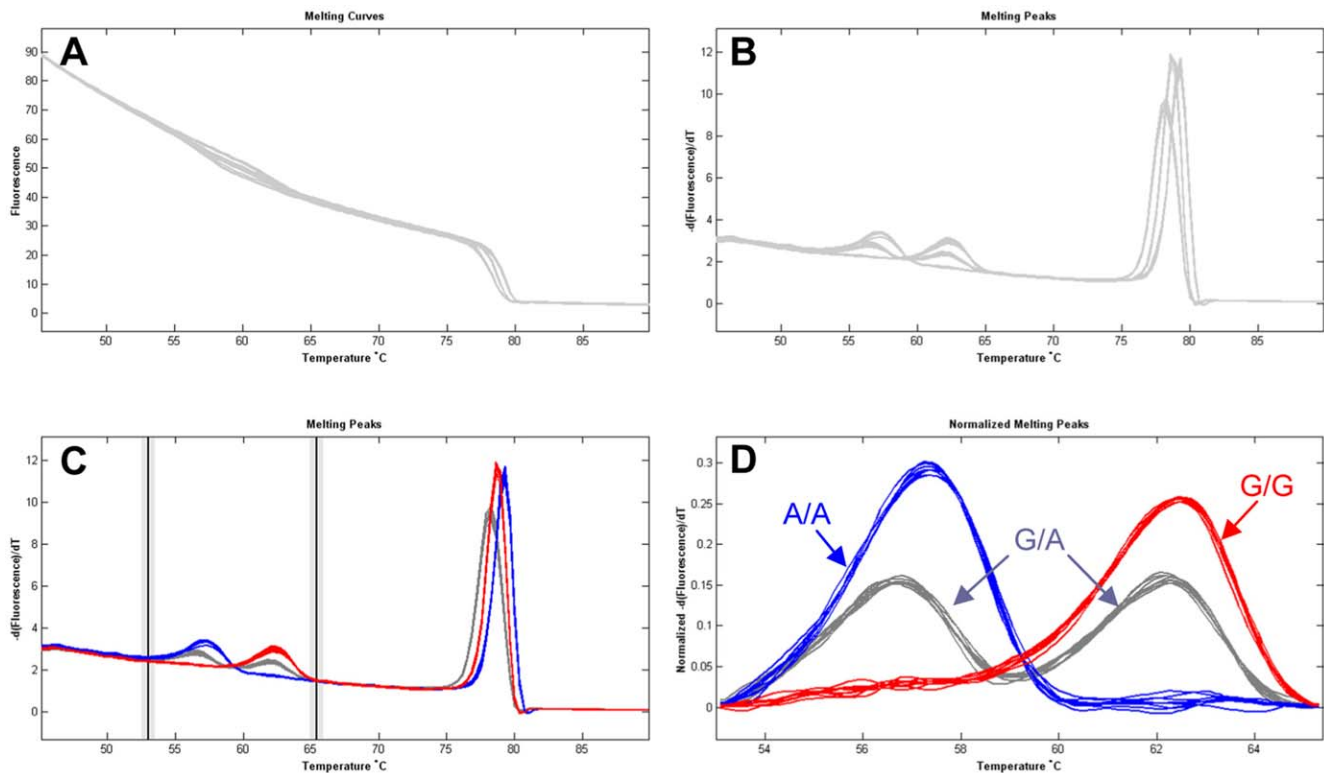 Melting Curves
A
Fluorescence
90
80
70
60
50
40
30
20
10
0
50 55 60 65 70 75 80 85
Temperature °C
Melting Peaks
B
-d(Fluorescence)/dT
12
10
8
6
4
2
0
50 55 60 65 70 75 80 85
Temperature °C
Melting Peaks
C
-d(Fluorescence)/dT
12
10
8
6
4
2
0
50 55 60 65 70 75 80 85
Temperature °C
Normalized Melting Peaks
D
Normalized -d(Fluorescence)/dT
0.3
0.25
0.2
0.15
0.1
0.05
0
A/A
G/A
G/G
54 56 58 60 62 64
Temperature °C